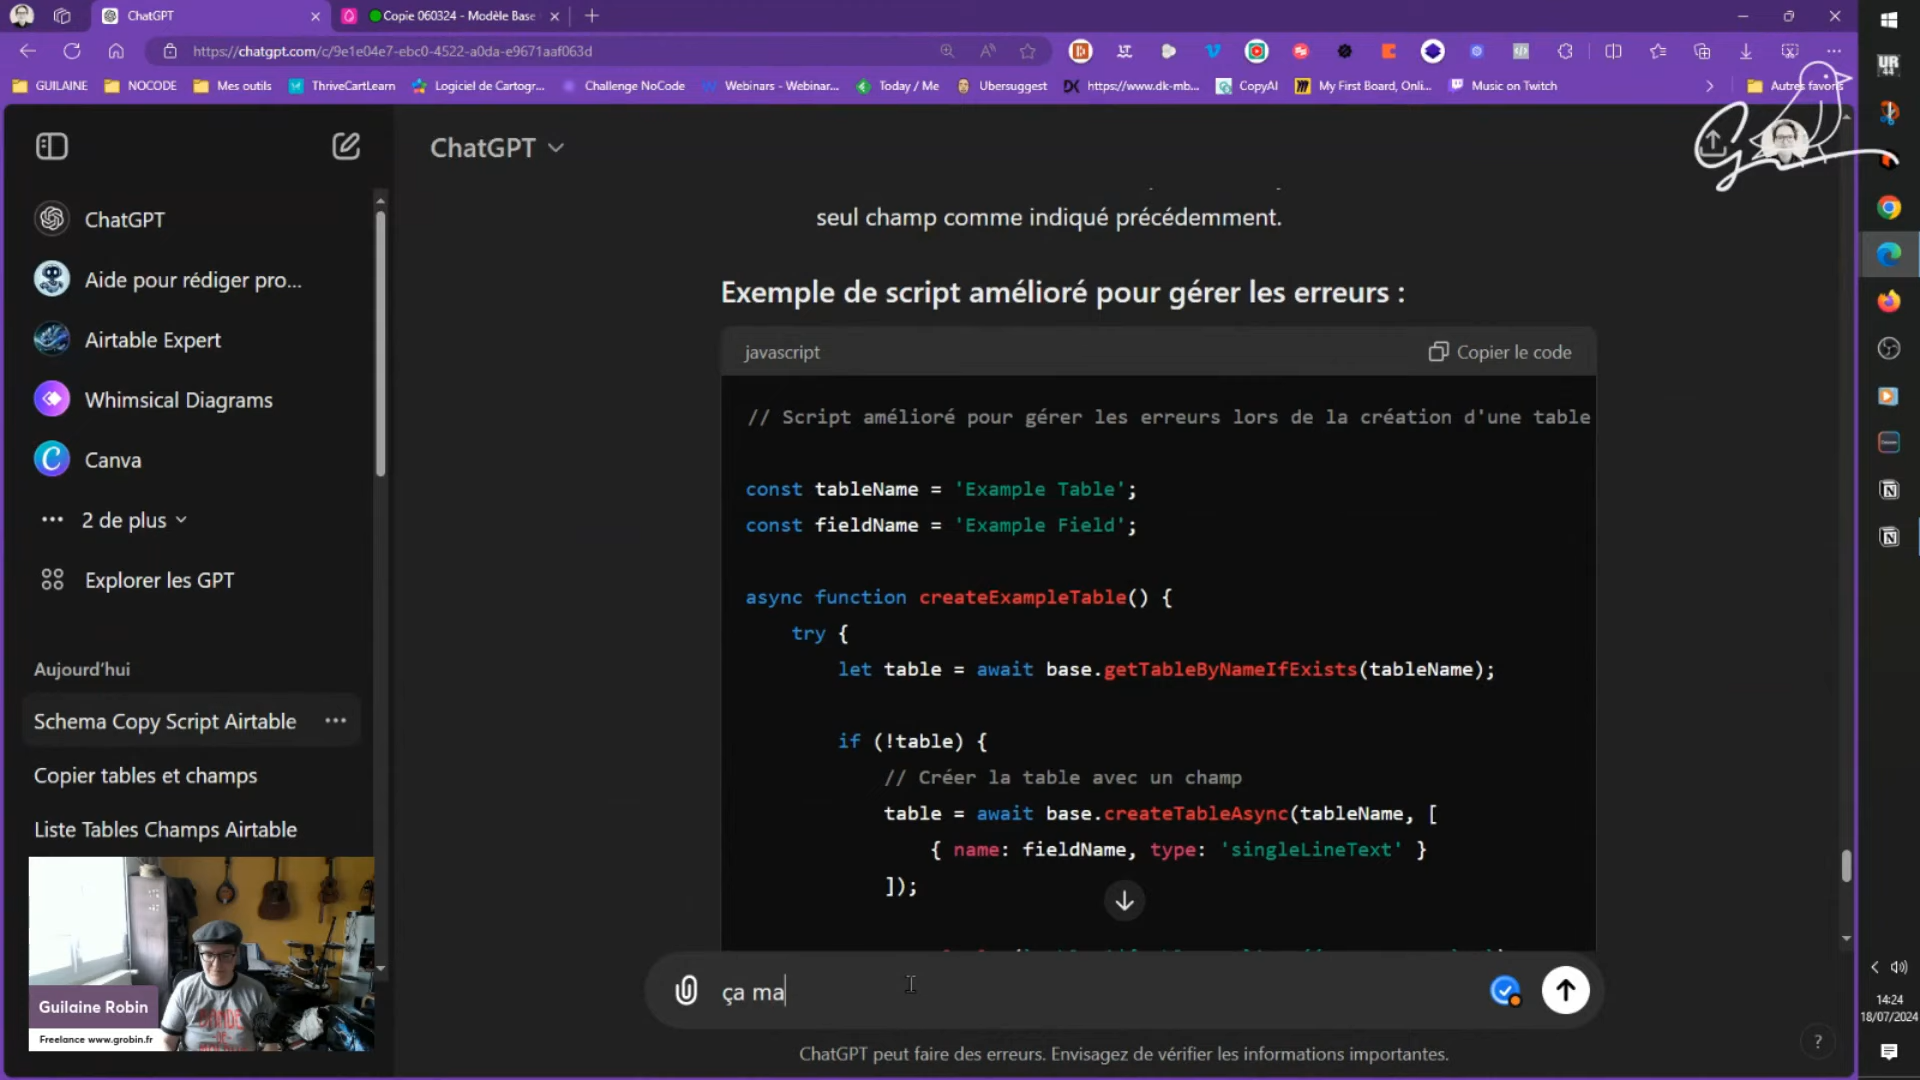 ChatGPT
Copie 060324 - Modèle Base
https://chatgpt.com/c/9e1e04e7-ebc0-4522-a0da-e9671aaf063d
GUILAINE
NOCODE
Mes outils
ThriveCartLearn
Logiciel de Cartogr...
Challenge NoCode
Webinars - Webinar...
Today / Me
Ubersuggest
https://www.dk-mb...
CopyAI
My First Board, Onli...
Music on Twitch
Autres favoris
ChatGPT
ChatGPT
Aide pour rédiger pro...
Airtable Expert
Whimsical Diagrams
Canva
2 de plus
Explorer les GPT
Aujourd'hui
Schema Copy Script Airtable
Copier tables et champs
Liste Tables Champs Airtable
Guilaine Robin
Freelance www.grobin.fr
seul champ comme indiqué précédemment.
Exemple de script amélioré pour gérer les erreurs :
javascript
Copier le code
// Script amélioré pour gérer les erreurs lors de la création d'une table
const tableName = 'Example Table';
const fieldName = 'Example Field';
async function createExampleTable() {
try {
let table = await base.getTableByNameIfExists(tableName);
if (!table) {
// Créer la table avec un champ
table = await base.createTableAsync(tableName, [
{ name: fieldName, type: 'singleLineText' }
]);
ça ma
ChatGPT peut faire des erreurs. Envisagez de vérifier les informations importantes.
?
UR
44
14:24
18/07/2024